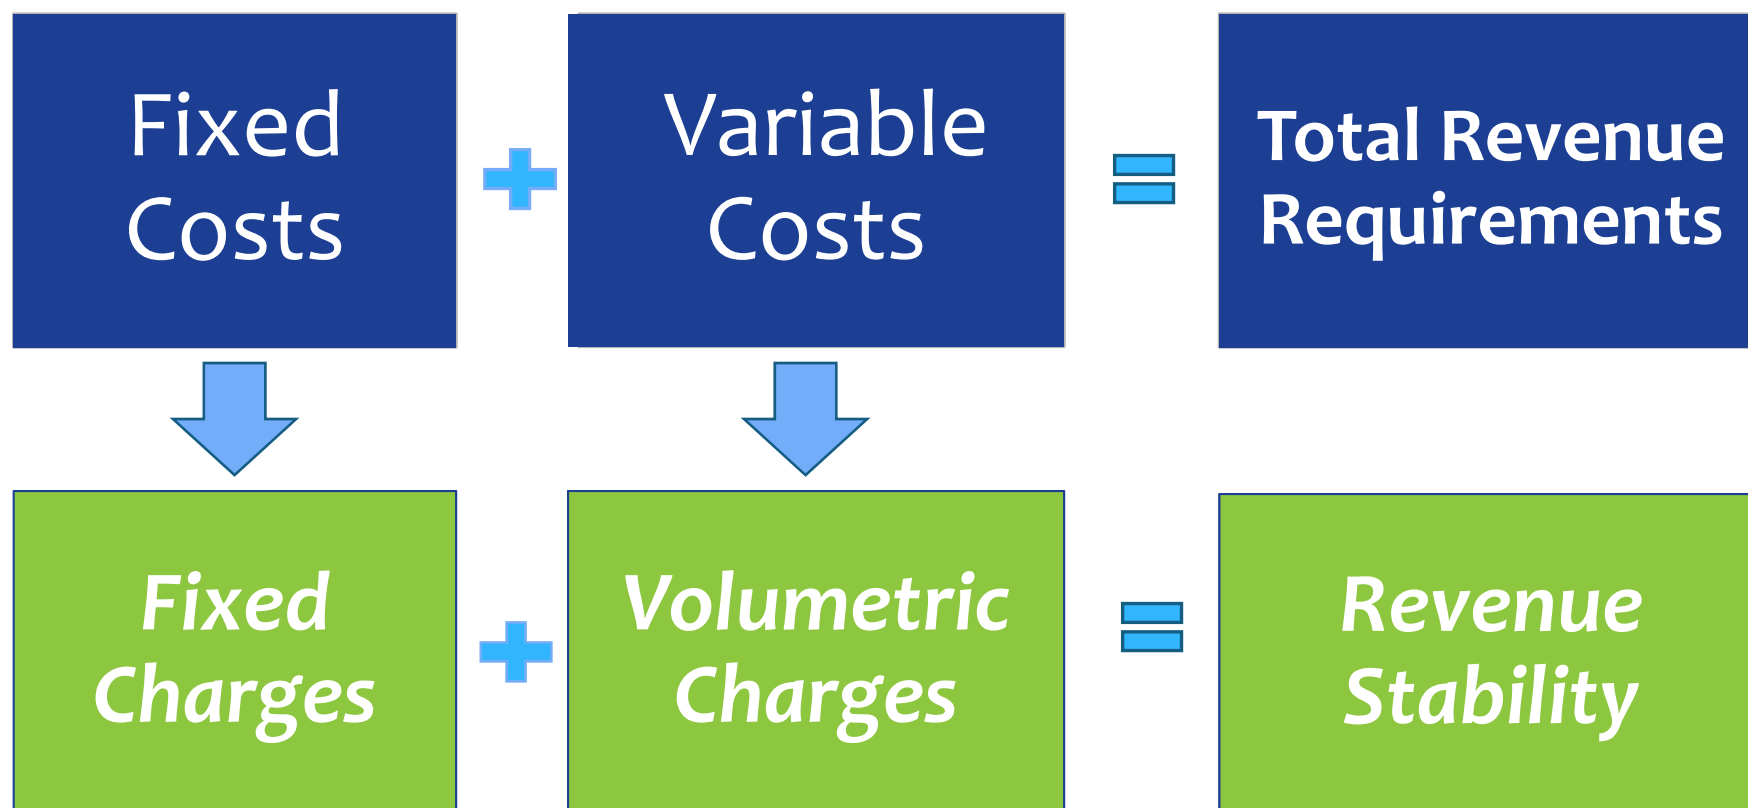 Fixed
Costs
Variable
Costs
Total Revenue
Requirements
Fixed
Charges
Volumetric
Charges
Revenue
Stability